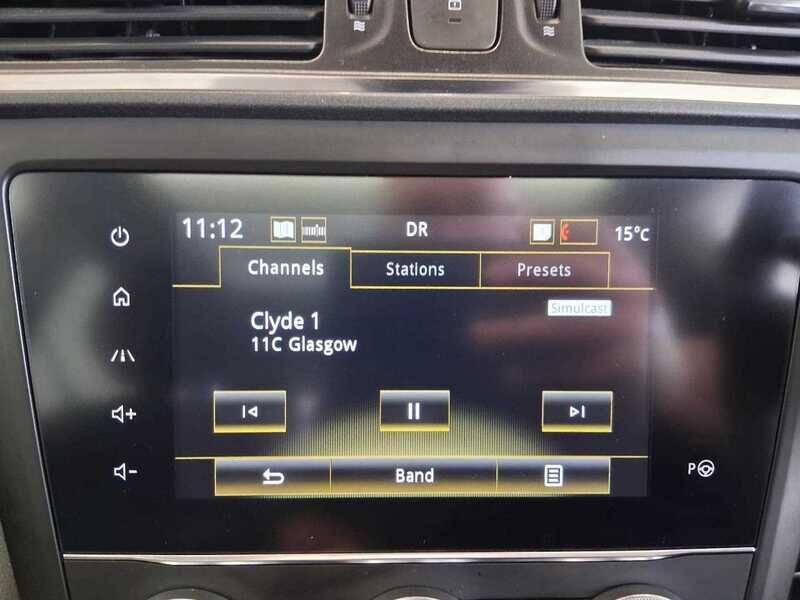 11:12 DR 15°C
Channels Stations Presets
Simulcast
Clyde 1
11C Glasgow
Band
P